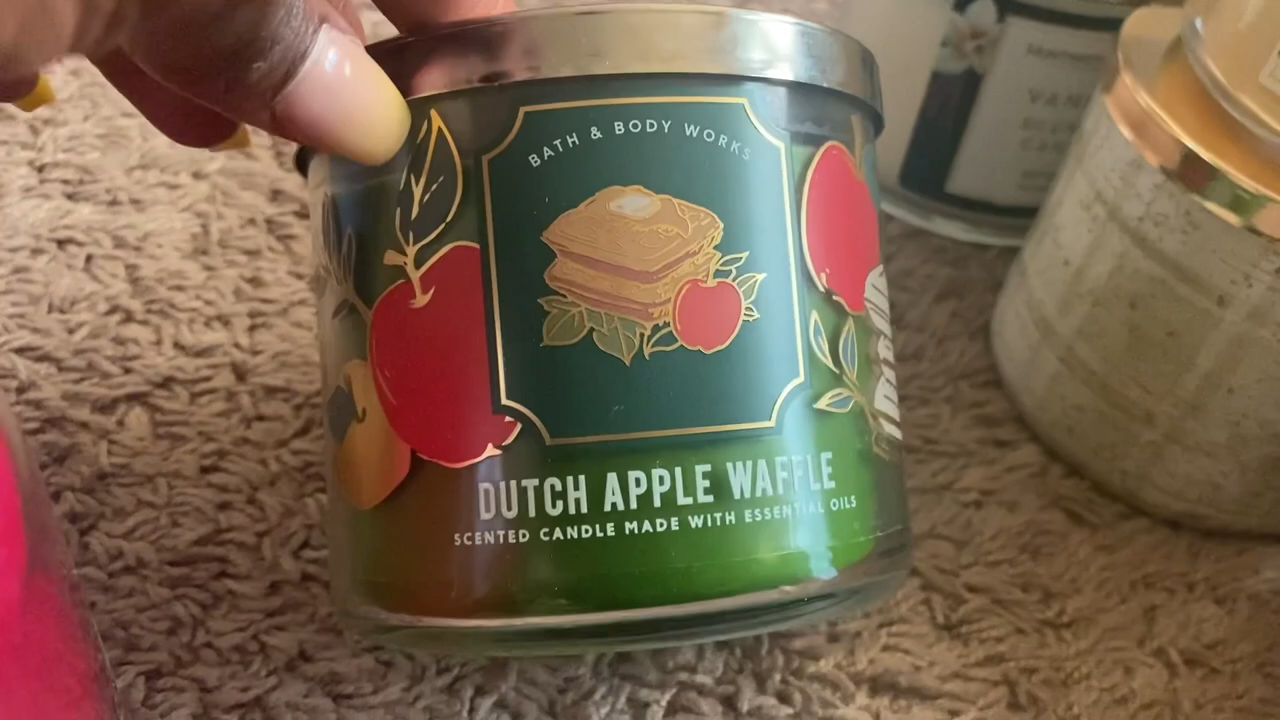 BATH & BODY WORKS
DUTCH APPLE WAFFLE
SCENTED CANDLE MADE WITH ESSENTIAL OILS